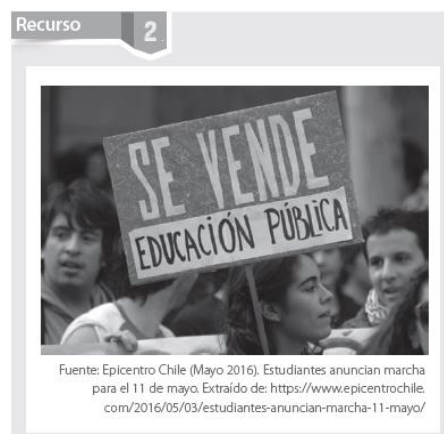 Recurso 2
SE VENDE
EDUCACIÓN PÚBLICA
Fuente: Epicentro Chile (Mayo 2016). Estudiantes anuncian marcha
para el 11 de mayo. Extraído de: https://www.epicentrochile.
com/2016/05/03/estudiantes-anuncian-marcha-11-mayo/